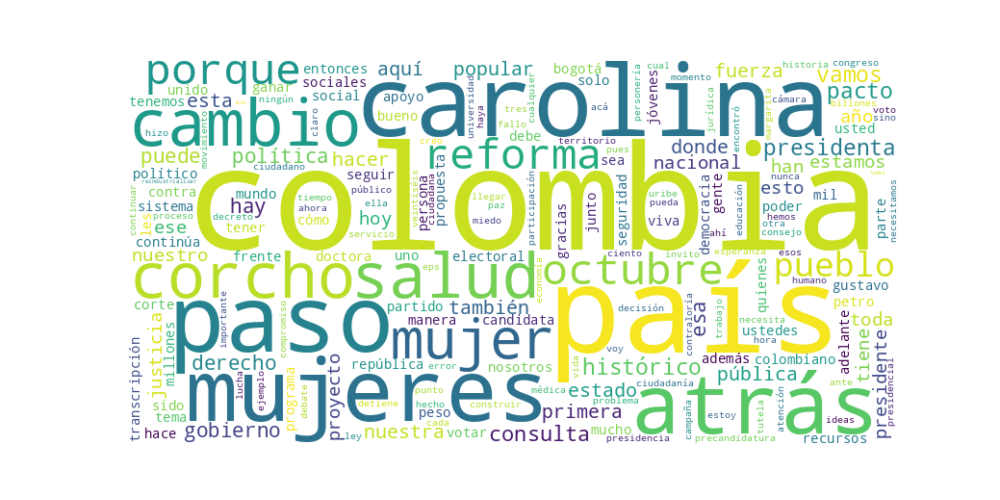 porque
entonces
aquí
popular
bogotá
solo
cual
momento
historia
congreso
unido
ganar
sociales
carolina
fuerza
vamos
tenemos
esta
social
apoyo
universidad
haya
tres
cualquier
acá
personería
jóvenes
jurídica
margarita
cámara
billones
pacto
cambio
claro
bueno
ningún
movimiento
hizo
creo
fallo
debe
territorio
encontró
año
voto
sino
usted
puede
política
hacer
reforma
pues
sea
donde
nacional
presidenta
han
estamos
político
ciudadano
seguir
persona
ciudadana
propuesta
colombia
esto
nunca
contra
mundo
tiempo
ella
público
llegar
paz
gracias
junto
seguridad
uribe
pueda
democracia
gente
educación
poder
mil
sistema
decreto
ahora
hay
cómo
hoy
miedo
veintiséis
participación
viva
ahí
hemos
otra
consejo
parte
necesitamos
continuar
les
ese
proceso
tener
servicio
reindustrializar
continúa
nuestro
frente
doctora
uno
electoral
ciento
invito
esperanza
esos
quienes
pueblo
corcho
salud
eps
economía
octubre
humano
gustavo
corte
paso
partido
también
país
decisión
petro
millones
justicia
importante
compromiso
mujer
manera
candidata
contraloría
esa
trabajo
necesita
hora
ustedes
tiene
toda
transcripción
derecho
república
error
nosotros
histórico
voy
además
colombiano
adelante
presidente
presidencial
lucha
ejemplo
programa
proyecto
mujeres
detiene
punto
médica
vida
problema
estado
ciudadanía
pública
ante
sido
tema
debate
hecho
cada
construir
peso
primera
atrás
hace
gobierno
ley
nuestra
votar
consulta
mucho
presidencia
campaña
estoy
precandidatura
tutela
atención
ideas
recursos